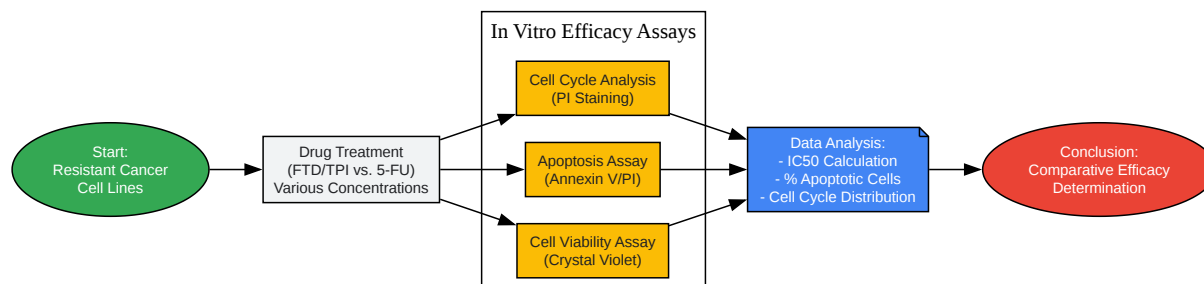 In Vitro Efficacy Assays
Start:
Resistant Cancer
Cell Lines
Drug Treatment
(FTD/TPI vs. 5-FU)
Various Concentrations
Cell Cycle Analysis
(PI Staining)
Apoptosis Assay
(Annexin V/PI)
Cell Viability Assay
(Crystal Violet)
Data Analysis:
- IC50 Calculation
- % Apoptotic Cells
- Cell Cycle Distribution
Conclusion:
Comparative Efficacy
Determination